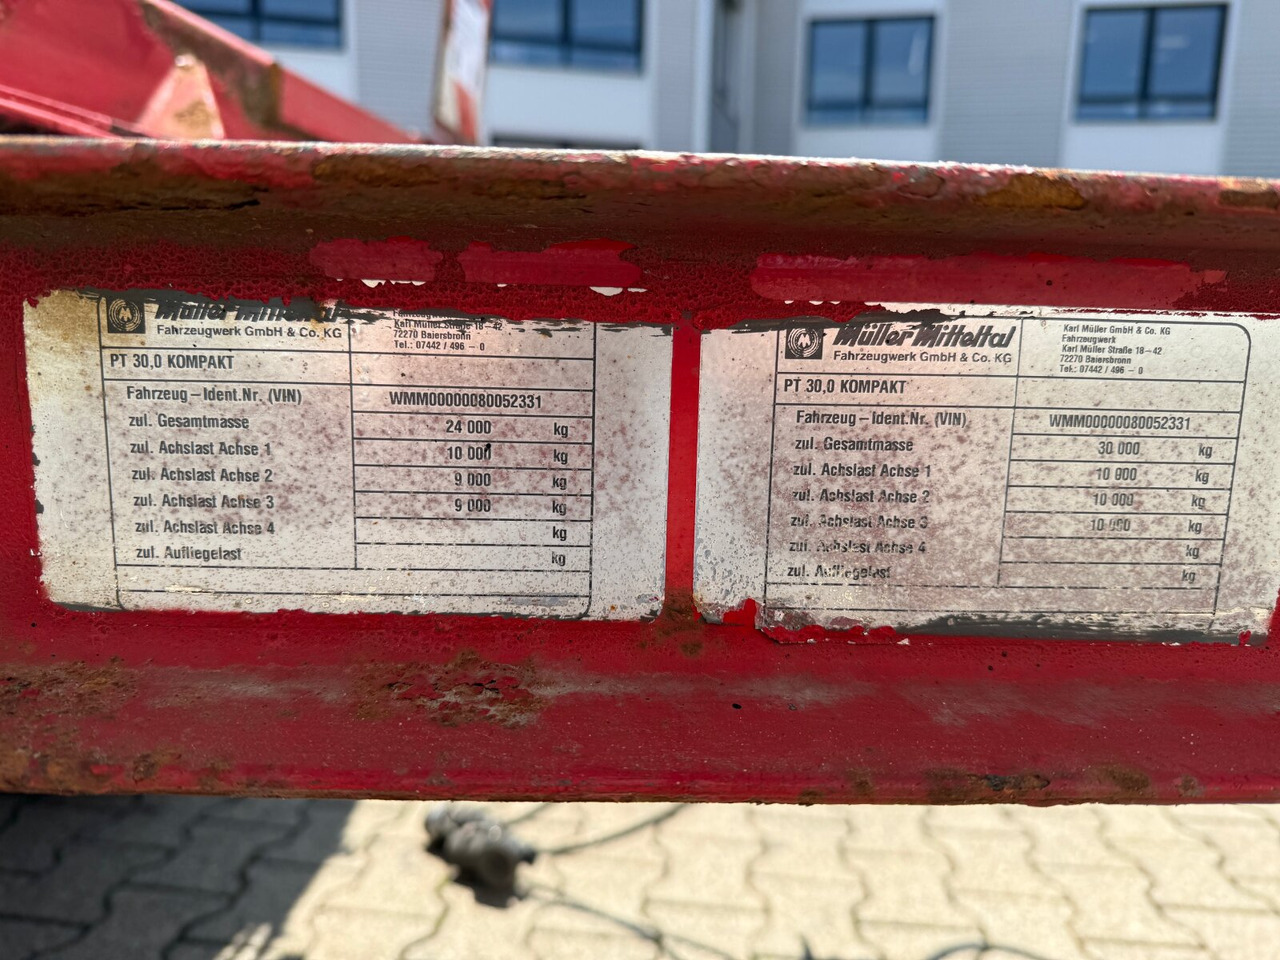 Müller Mitteltal
Fahrzeugwerk GmbH & Co. KG
Karl Müller Straße 18-42
72270 Baiersbronn
Tel.: 07442 / 496 - 0
PT 30,0 KOMPAKT
Fahrzeug-Ident.Nr. (VIN) WMM00000080052331
zul. Gesamtmasse 24 000 kg
zul. Achslast Achse 1 10 000 kg
zul. Achslast Achse 2 9 000 kg
zul. Achslast Achse 3 9 000 kg
zul. Achslast Achse 4 kg
zul. Aufliegelast kg
Müller Mitteltal
Fahrzeugwerk GmbH & Co. KG
Karl Müller GmbH & Co. KG
Fahrzeugwerk
Karl Müller Straße 18-42
72270 Baiersbronn
Tel.: 07442 / 496 - 0
PT 30,0 KOMPAKT
Fahrzeug-Ident.Nr. (VIN) WMM00000080052331
zul. Gesamtmasse 30 000 kg
zul. Achslast Achse 1 10 000 kg
zul. Achslast Achse 2 10 000 kg
zul. Achslast Achse 3 10 000 kg
zul. Achslast Achse 4 kg
zul. Aufliegelast kg